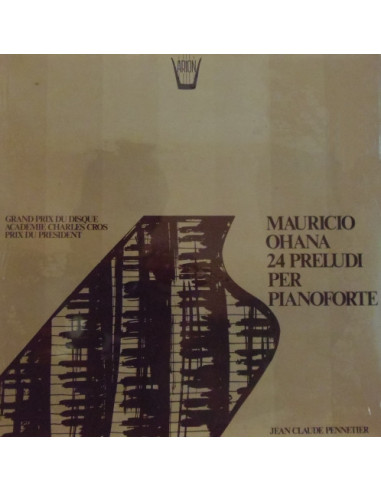 ARION
GRAND PRIX DU DISQUE
ACADEMIE CHARLES CROS
PRIX DU PRESIDENT
MAURICIO
OHANA
24 PRELUDI
PER
PIANOFORTE
JEAN CLAUDE PENNETIER